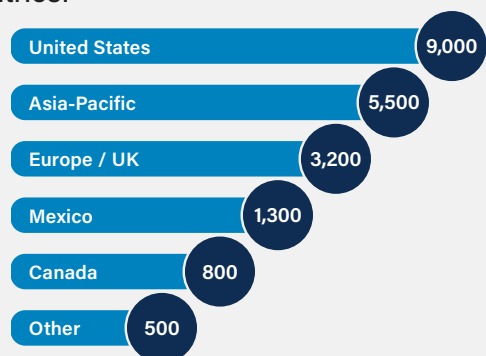 United States 9,000
Asia-Pacific 5,500
Europe / UK 3,200
Mexico 1,300
Canada 800
Other 500